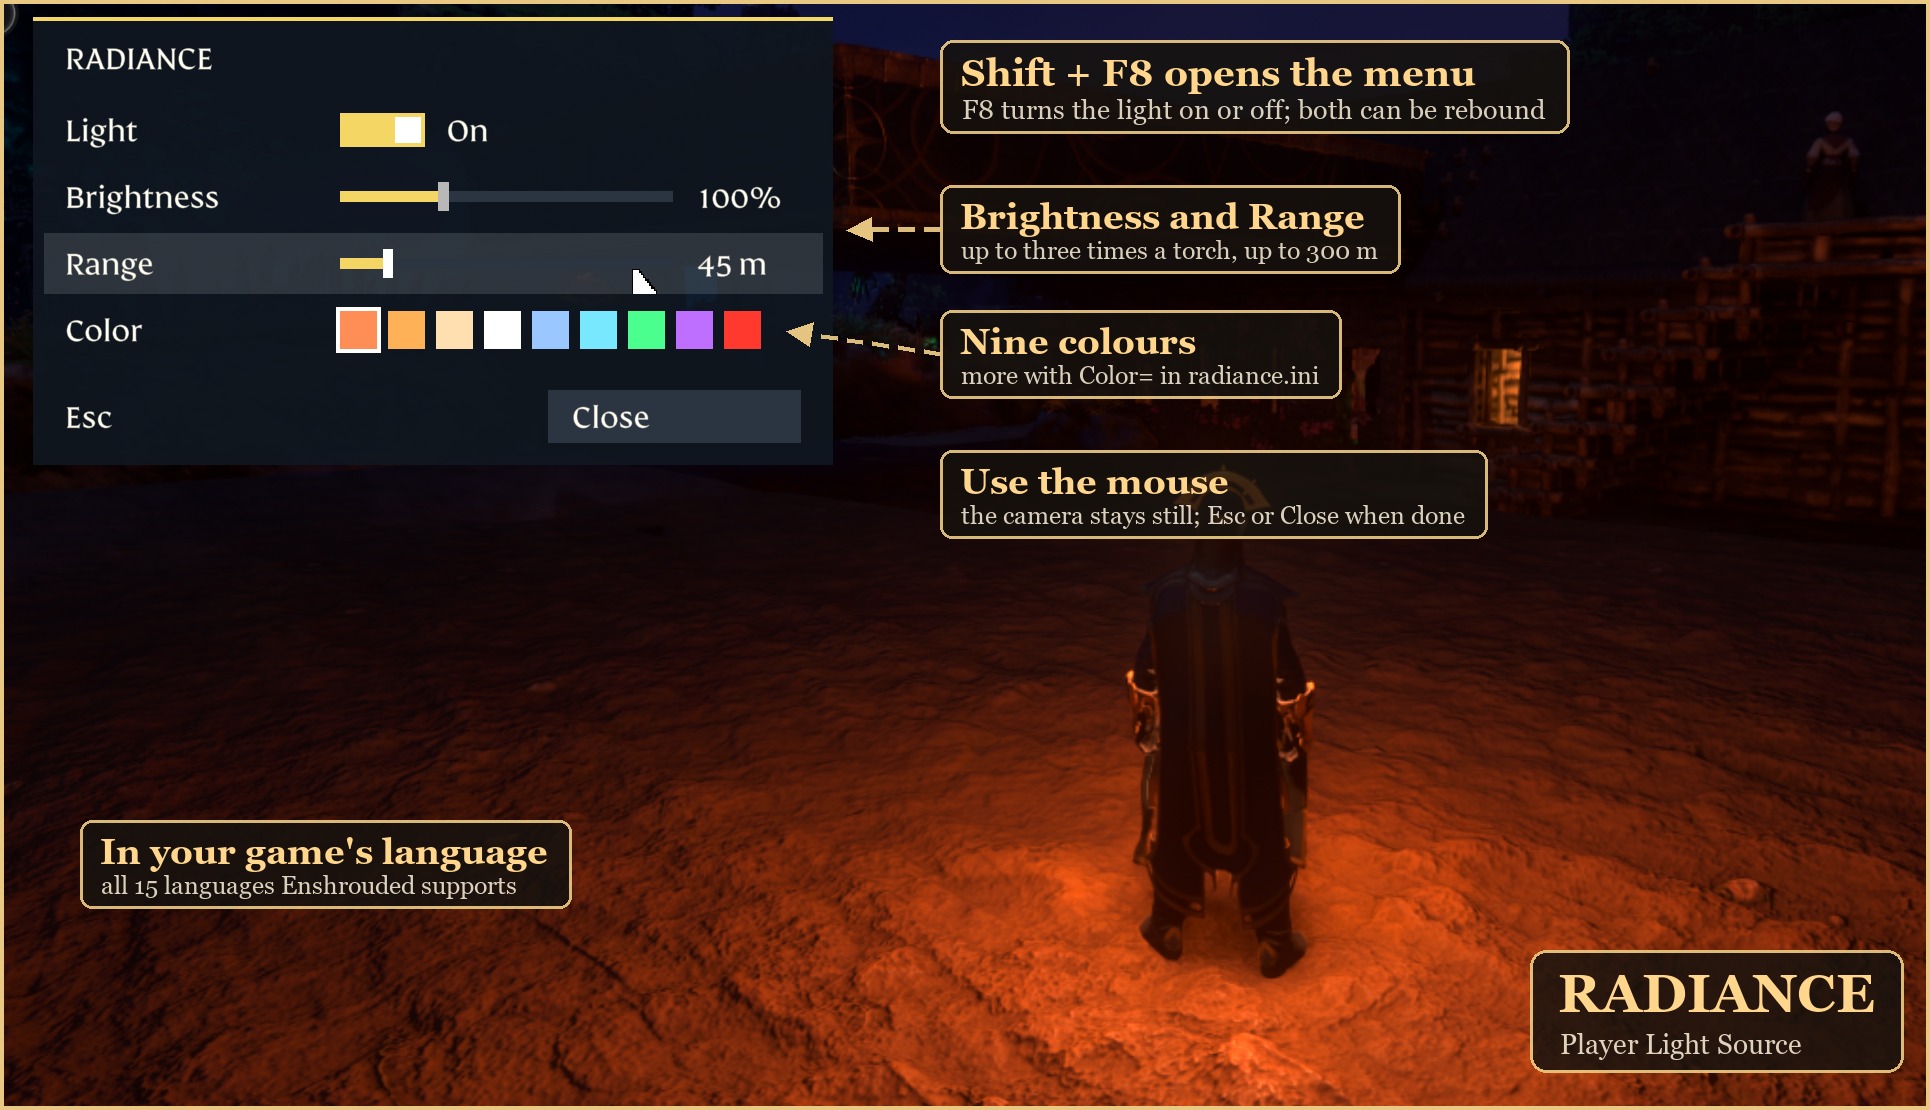 RADIANCE
Light On
Brightness 100%
Range 45 m
Color
Esc Close
Shift + F8 opens the menu
F8 turns the light on or off; both can be rebound
Brightness and Range
up to three times a torch, up to 300 m
Nine colours
more with Color= in radiance.ini
Use the mouse
the camera stays still; Esc or Close when done
In your game's language
all 15 languages Enshrouded supports
RADIANCE
Player Light Source